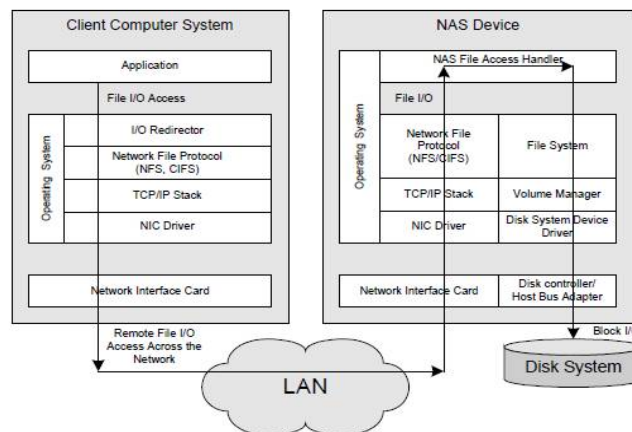 Client Computer System
Application
File I/O Access
Operating System
I/O Redirector
Network File Protocol
(NFS, CIFS)
TCP/IP Stack
NIC Driver
Network Interface Card
Remote File I/O
Access Across the
Network
LAN
NAS Device
NAS File Access Handler
Operating System
File I/O
Network File
Protocol
(NFS/CIFS)
File System
TCP/IP Stack
Volume Manager
NIC Driver
Disk System Device
Driver
Network Interface Card
Disk controller/
Host Bus Adapter
Block I/
Disk System